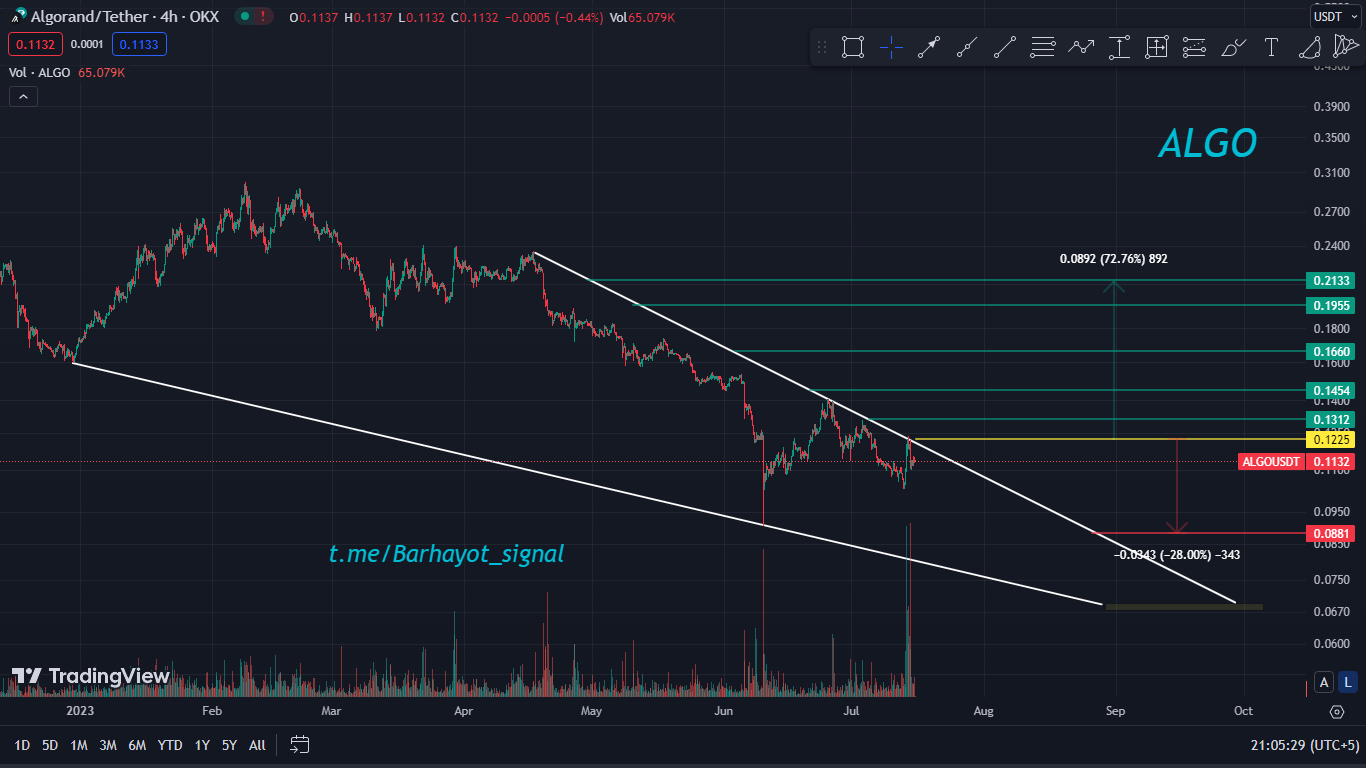 Algorand/Tether · 4h · OKX O0.1137 H0.1137 L0.1132 C0.1132 −0.0005 (−0.44%) Vol65.079K
USDT
0.1132 0.0001 0.1133
T
Vol · ALGO 65.079K
0.3900
ALGO
0.3500
0.3100
0.2700
0.2400
0.0892 (72.76%) 892
0.2133
0.1955
0.1800
0.1660
0.1600
0.1454
0.1400
0.1312
0.1225
ALGOUSDT 0.1132
0.0950
0.0881
0.0850
−0.0343 (−28.00%) −343
t.me/Barhayot_signal
0.0750
0.0670
0.0600
TradingView
A L
2023 Feb Mar Apr May Jun Jul Aug Sep Oct
1D 5D 1M 3M 6M YTD 1Y 5Y All 21:05:29 (UTC+5)